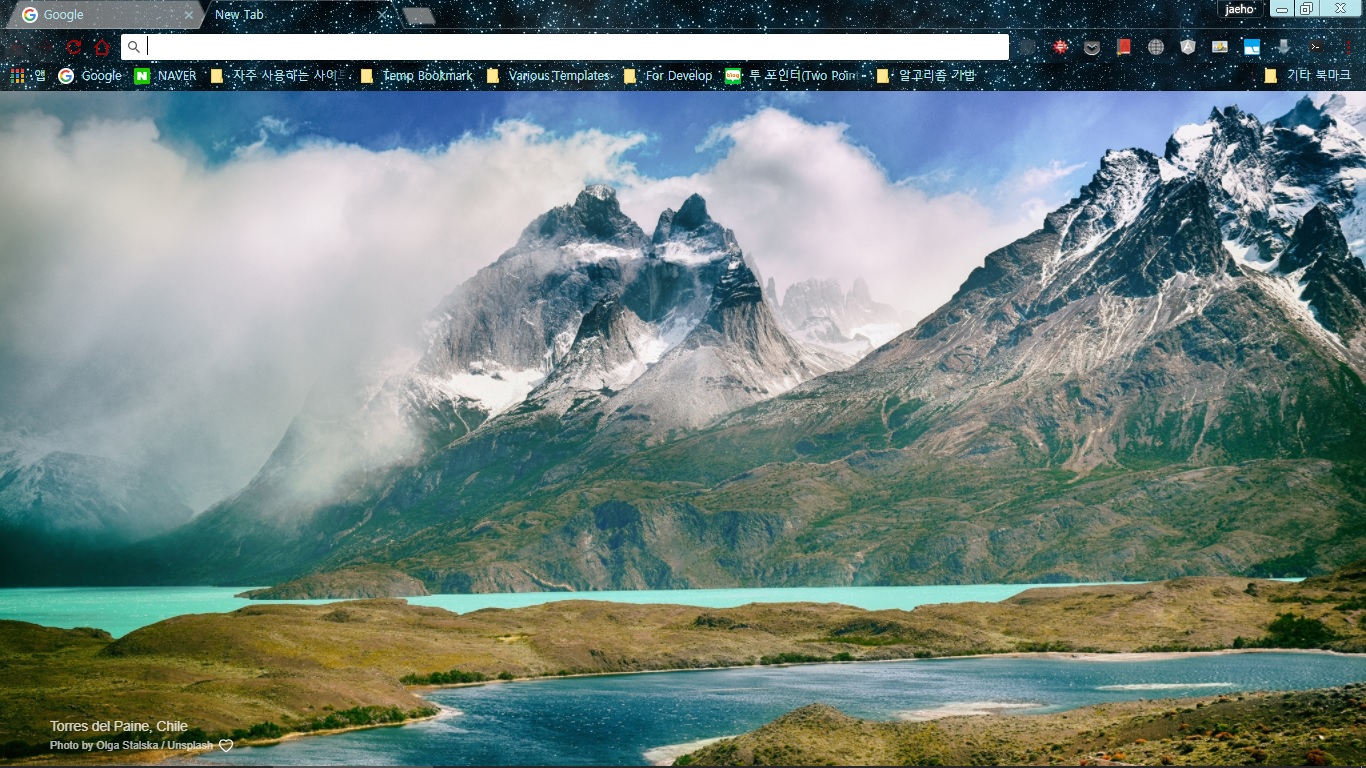 Google
New Tab
jaeho
앱
Google
NAVER
자주 사용하는 사이
Temp Bookmark
Various Templates
For Develop
blog
투 포인터(Two Poin
알고리즘 기법
기타 북마크
Torres del Paine, Chile
Photo by Olga Stalska / Unsplash